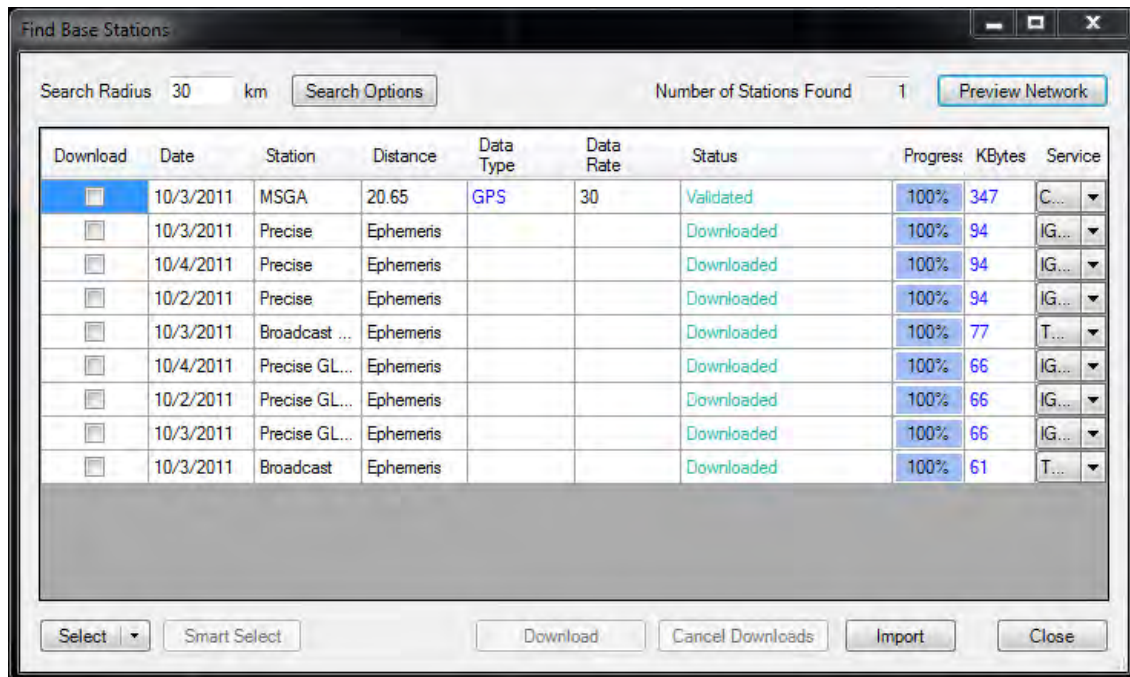 Find Base Stations
Search Radius 30 km Search Options Number of Stations Found 1 Preview Network
Download Date Station Distance Data Type Data Rate Status Progress KBytes Service
10/3/2011 MSGA 20.65 GPS 30 Validated 100% 347 C...
10/3/2011 Precise Ephemeris Downloaded 100% 94 IG...
10/4/2011 Precise Ephemeris Downloaded 100% 94 IG...
10/2/2011 Precise Ephemeris Downloaded 100% 94 IG...
10/3/2011 Broadcast ... Ephemeris Downloaded 100% 77 T...
10/4/2011 Precise GL... Ephemeris Downloaded 100% 66 IG...
10/2/2011 Precise GL... Ephemeris Downloaded 100% 66 IG...
10/3/2011 Precise GL... Ephemeris Downloaded 100% 66 IG...
10/3/2011 Broadcast Ephemeris Downloaded 100% 61 T...
Select Smart Select Download Cancel Downloads Import Close